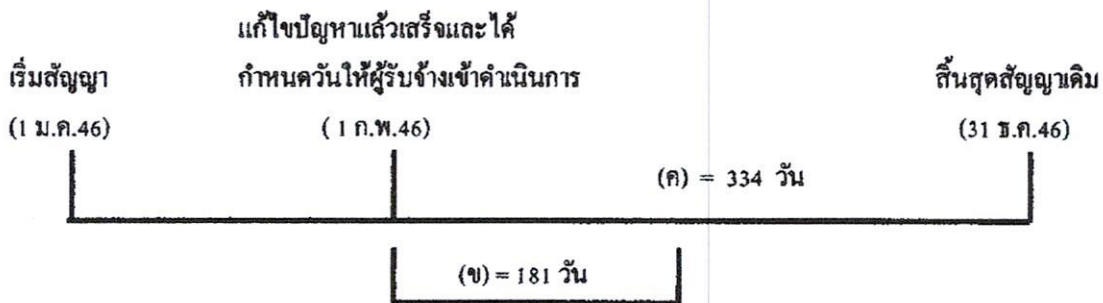 แก้ไขปัญหาแล้วเสร็จและได้
เริ่มสัญญา กำหนดวันให้ผู้รับจ้างเข้าดำเนินการ สิ้นสุดสัญญาเดิม
(1 ม.ค.46) ( 1 ก.พ.46) (31 ธ.ค.46)
(ค) = 334 วัน
(ข) = 181 วัน